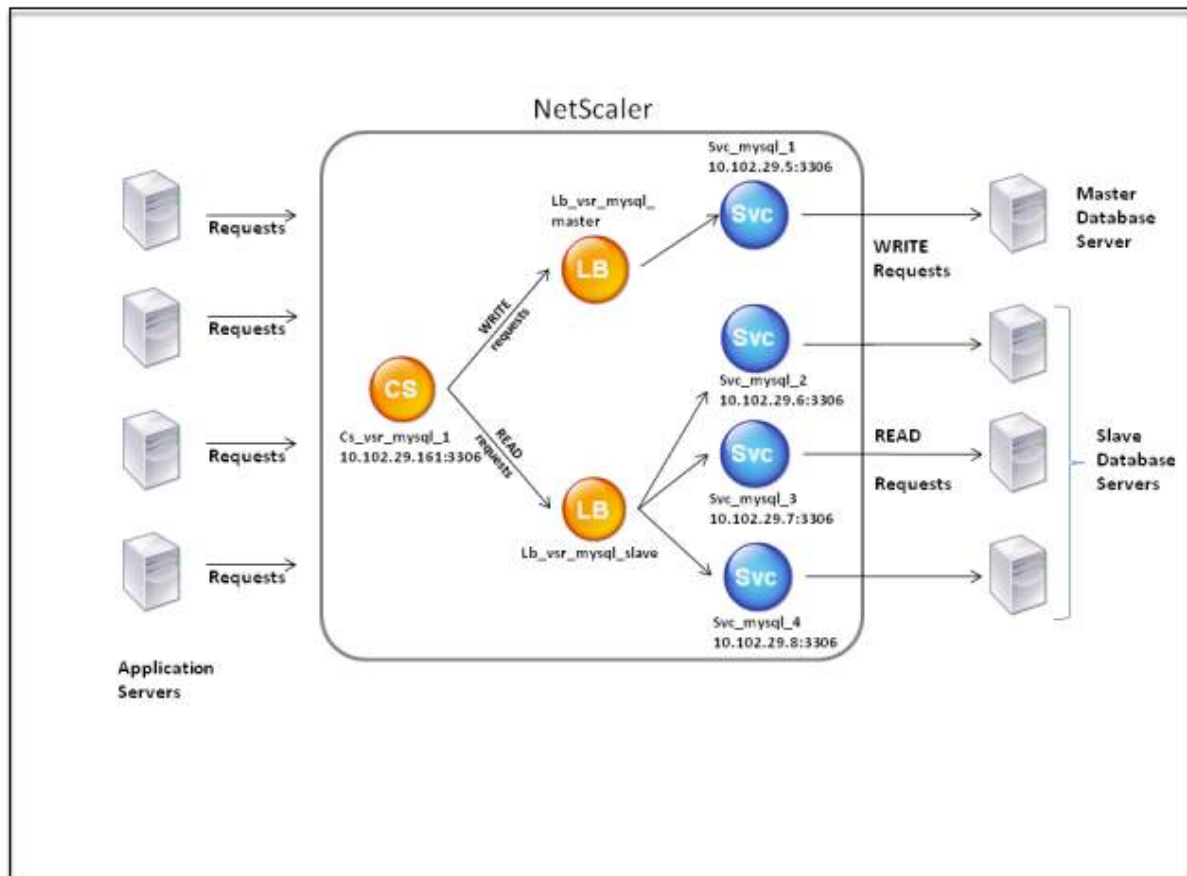 NetScaler
Svc_mysql_1
10.102.29.5:3306
Svc
Lb_vsr_mysql_
master
LB
Requests
WRITE
Requests
Master
Database
Server
WRITE
requests
Requests
Svc
Svc_mysql_2
10.102.29.6:3306
CS
Cs_vsr_mysql_1
10.102.29.161:3306
READ
requests
Requests
Svc
Svc_mysql_3
10.102.29.7:3306
READ
Requests
Slave
Database
Servers
LB
Lb_vsr_mysql_slave
Requests
Svc
Svc_mysql_4
10.102.29.8:3306
Application
Servers